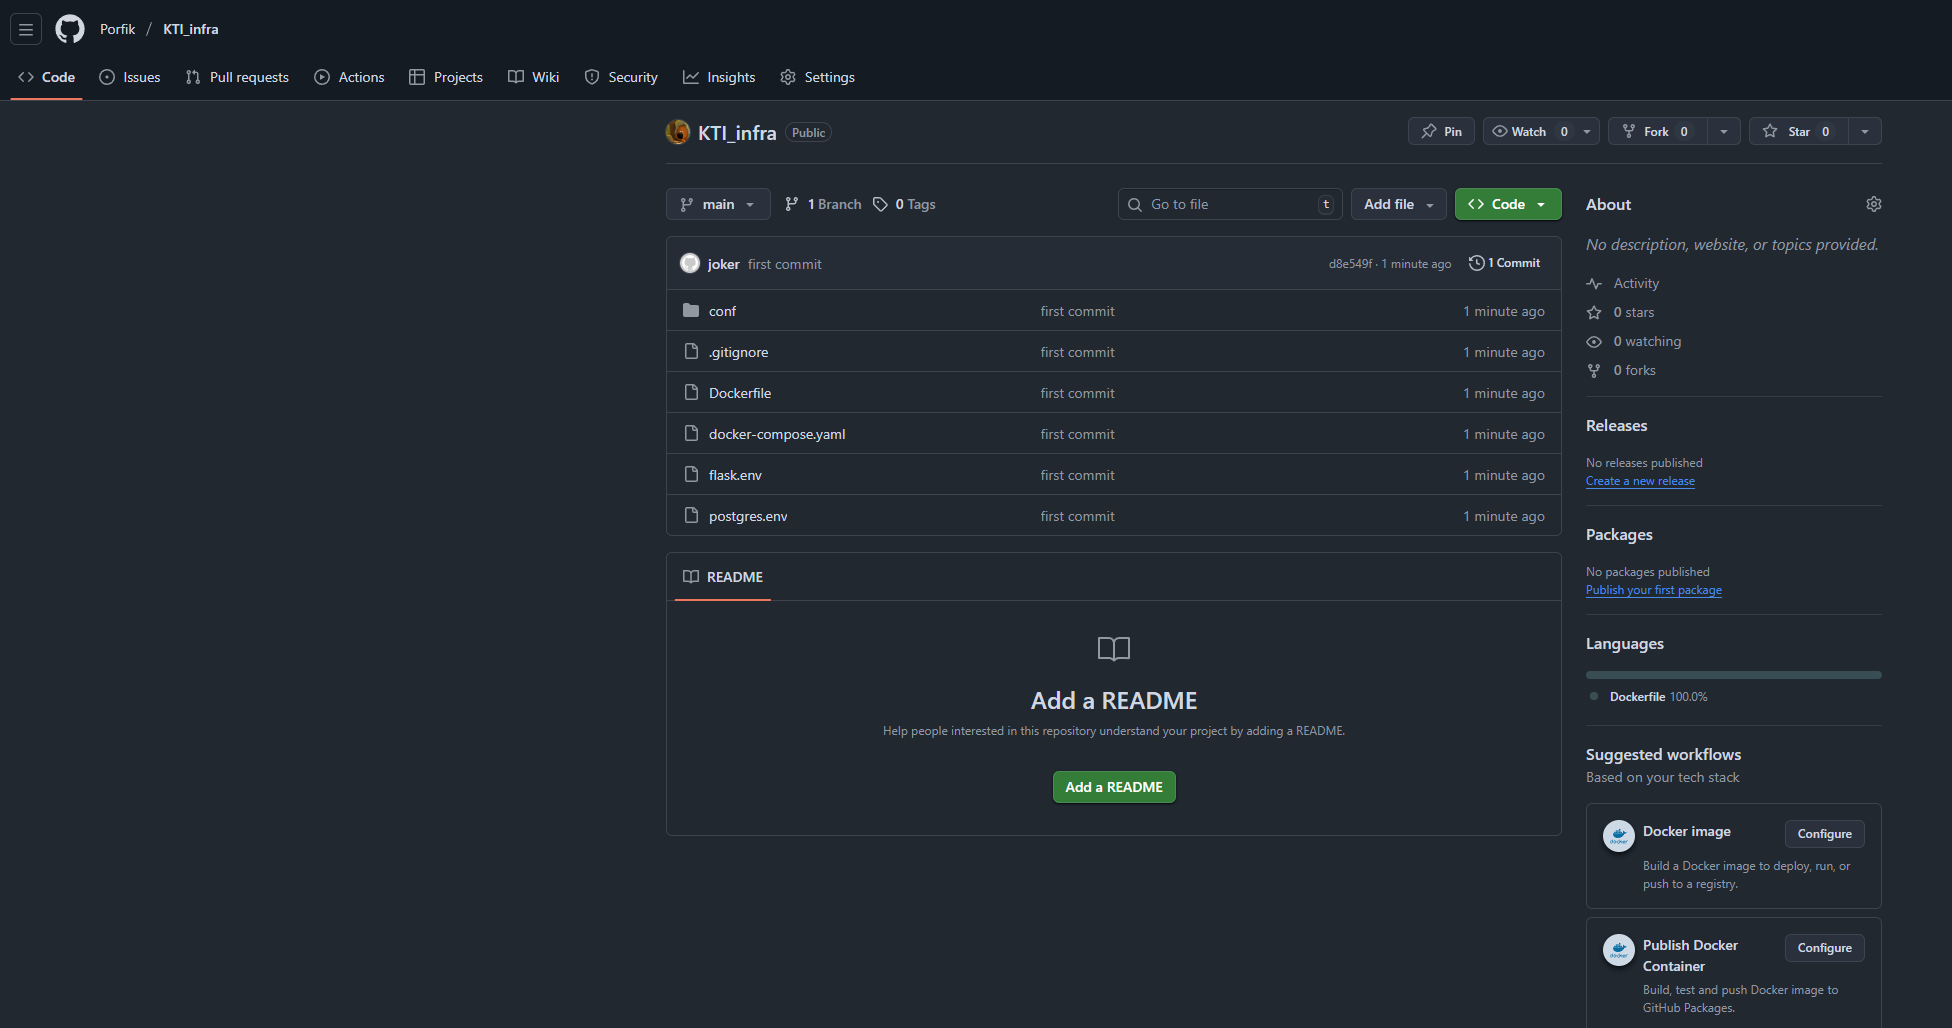 Porfik / KTI_infra
Code Issues Pull requests Actions Projects Wiki Security Insights Settings
KTI_infra Public
Pin Watch 0 Fork 0 Star 0
main 1 Branch 0 Tags Go to file t Add file Code
joker first commit d8e549f · 1 minute ago 1 Commit
conf first commit 1 minute ago
.gitignore first commit 1 minute ago
Dockerfile first commit 1 minute ago
docker-compose.yaml first commit 1 minute ago
flask.env first commit 1 minute ago
postgres.env first commit 1 minute ago
README
Add a README
Help people interested in this repository understand your project by adding a README.
Add a README
About
No description, website, or topics provided.
Activity
0 stars
0 watching
0 forks
Releases
No releases published
Create a new release
Packages
No packages published
Publish your first package
Languages
Dockerfile 100.0%
Suggested workflows
Based on your tech stack
docker
Docker image Configure
Build a Docker image to deploy, run, or
push to a registry.
docker
Publish Docker Configure
Container
Build, test and push Docker image to
GitHub Packages.